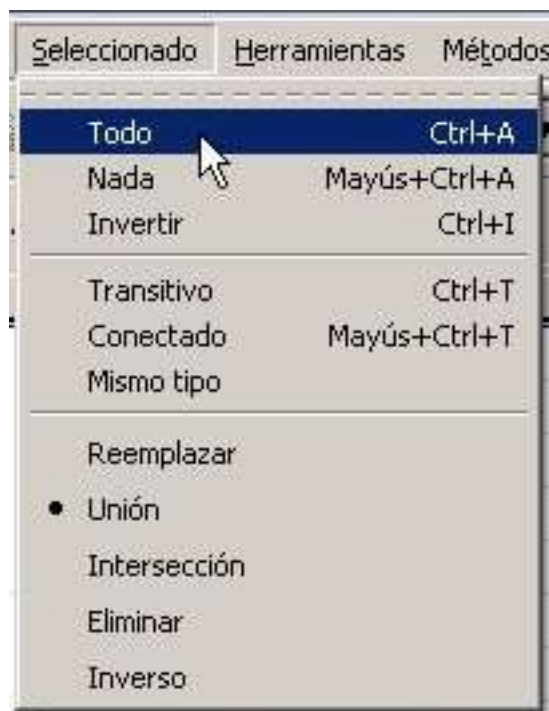 Seleccionado Herramientas Métodos
Todo Ctrl+A
Nada Mayús+Ctrl+A
Invertir Ctrl+I
Transitivo Ctrl+T
Conectado Mayús+Ctrl+T
Mismo tipo
Reemplazar
Unión
Intersección
Eliminar
Inverso